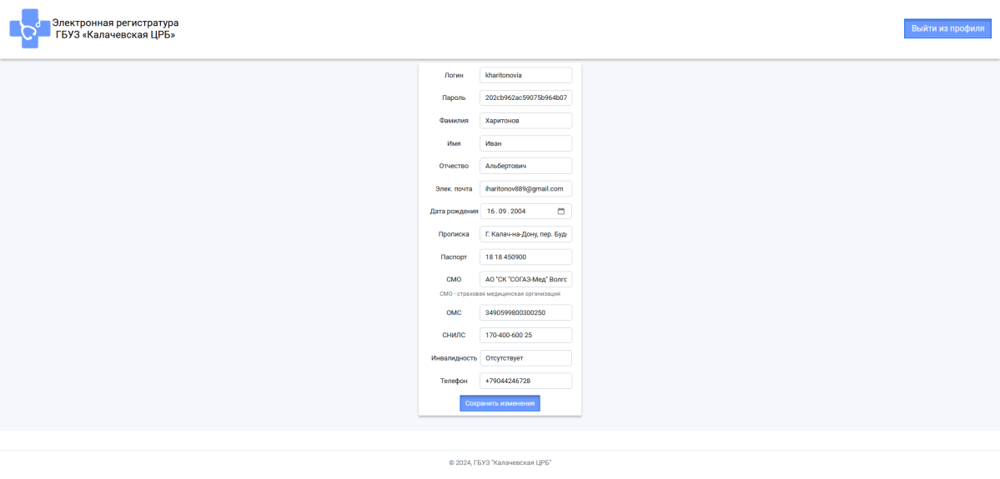 Электронная регистратура
ГБУЗ «Калачевская ЦРБ»
Выйти из профиля
Логин kharitonovia
Пароль 202cb962ac59075b964b07
Фамилия Харитонов
Имя Иван
Отчество Альбертович
Элек. почта iharitonov889@gmail.com
Дата рождения 16.09.2004
Прописка Г. Калач-на-Дону, пер. Буд
Паспорт 18 18 450900
СМО АО "СК "СОГАЗ-Мед" Волгс
СМО - страховая медицинская организация
ОМС 3490599800300250
СНИЛС 170-400-600 25
Инвалидность Отсутствует
Телефон +79044246728
Сохранить изменения
© 2024, ГБУЗ "Калачевская ЦРБ"